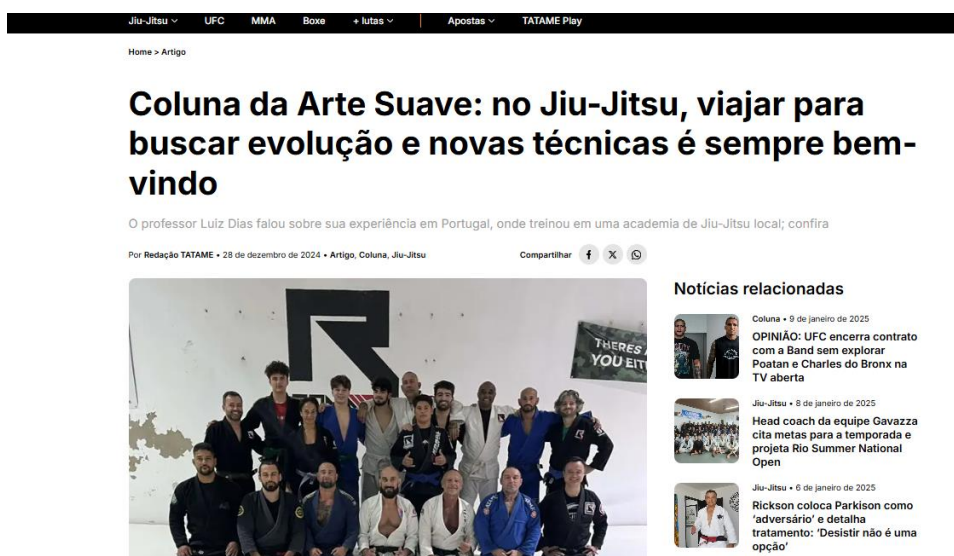 Jiu-Jitsu UFC MMA Boxe + lutas Apostas TATAME Play
Home > Artigo
Coluna da Arte Suave: no Jiu-Jitsu, viajar para
buscar evolução e novas técnicas é sempre bem-
vindo
O professor Luiz Dias falou sobre sua experiência em Portugal, onde treinou em uma academia de Jiu-Jitsu local; confira
Por Redação TATAME • 28 de dezembro de 2024 • Artigo, Coluna, Jiu-Jitsu
Compartilhar
THERES
YOU EIT
Notícias relacionadas
Coluna • 9 de janeiro de 2025
OPINIÃO: UFC encerra contrato
com a Band sem explorar
Poatan e Charles do Bronx na
TV aberta
Jiu-Jitsu • 8 de janeiro de 2025
Head coach da equipe Gavazza
cita metas para a temporada e
projeta Rio Summer National
Open
Jiu-Jitsu • 6 de janeiro de 2025
Rickson coloca Parkison como
‘adversário’ e detalha
tratamento: ‘Desistir não é uma
opção’